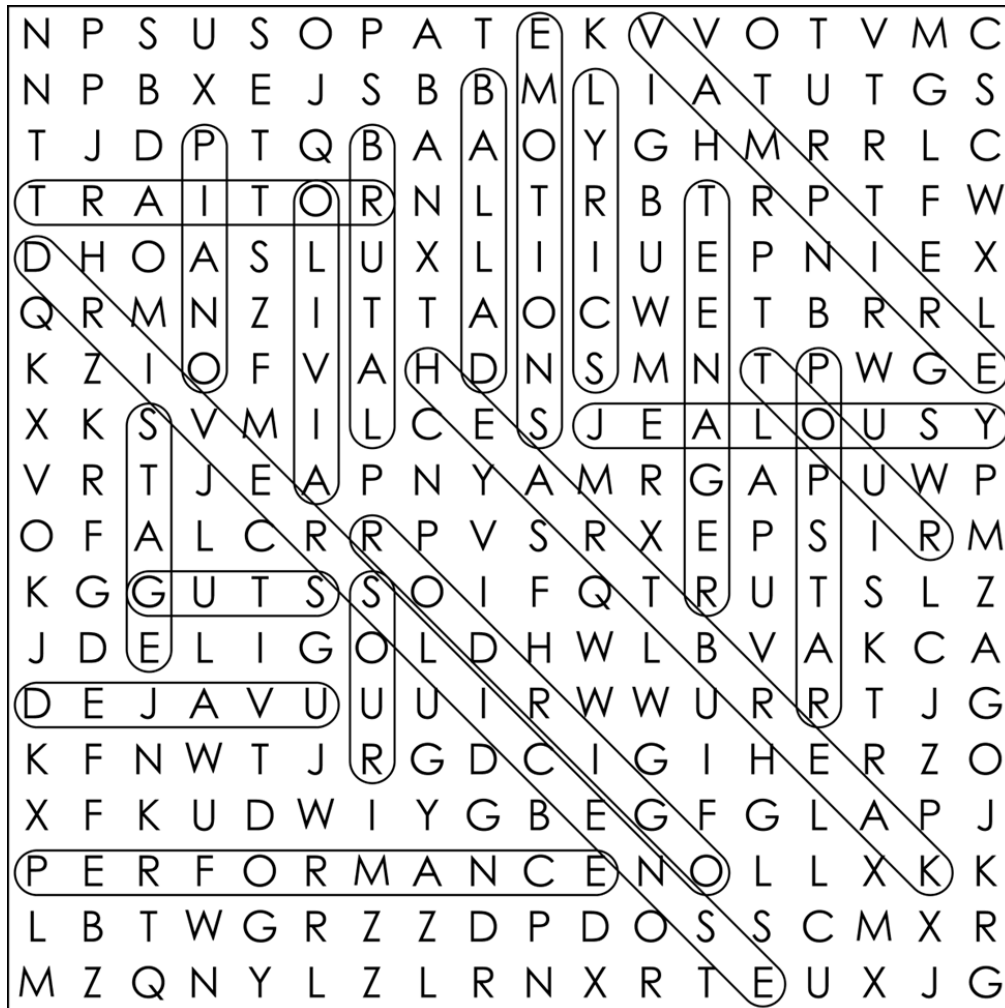 N P S U S O P A T E K V V O T V M C
N P B X E J S B B M L I A T U T G S
T J D P T Q B A A O Y G H M R R L C
T R A I T O R N L T R B T R P T F W
D H O A S L U X L I I U E P N I E X
Q R M N Z I T T A O C W E T B R R L
K Z I O F V A H D N S M N T P W G E
X K S V M I L C E S J E A L O U S Y
V R T J E A P N Y A M R G A P U W P
O F A L C R R P V S R X E P S I R M
K G G U T S S O I F Q T R U T S L Z
J D E L I G O L D H W L B V A K C A
D E J A V U U U I R W W U R R T J G
K F N W T J R G D C I G I H E R Z O
X F K U D W I Y G B E G F G L A P J
P E R F O R M A N C E N O L L X K K
L B T W G R Z Z D P D O S S C M X R
M Z Q N Y L Z L R N X R T E U X J G